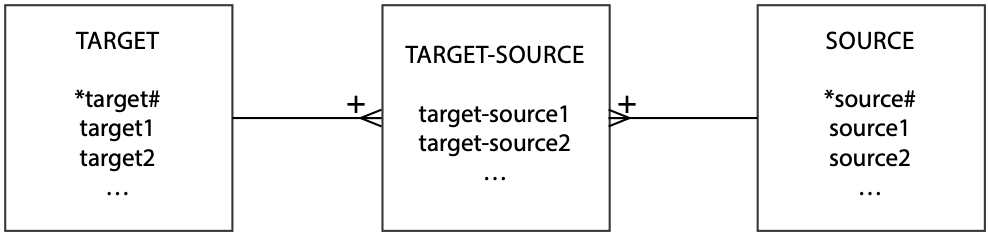 TARGET
*target#
target1
target2
...
+
TARGET-SOURCE
target-source1
target-source2
...
+
SOURCE
*source#
source1
source2
...